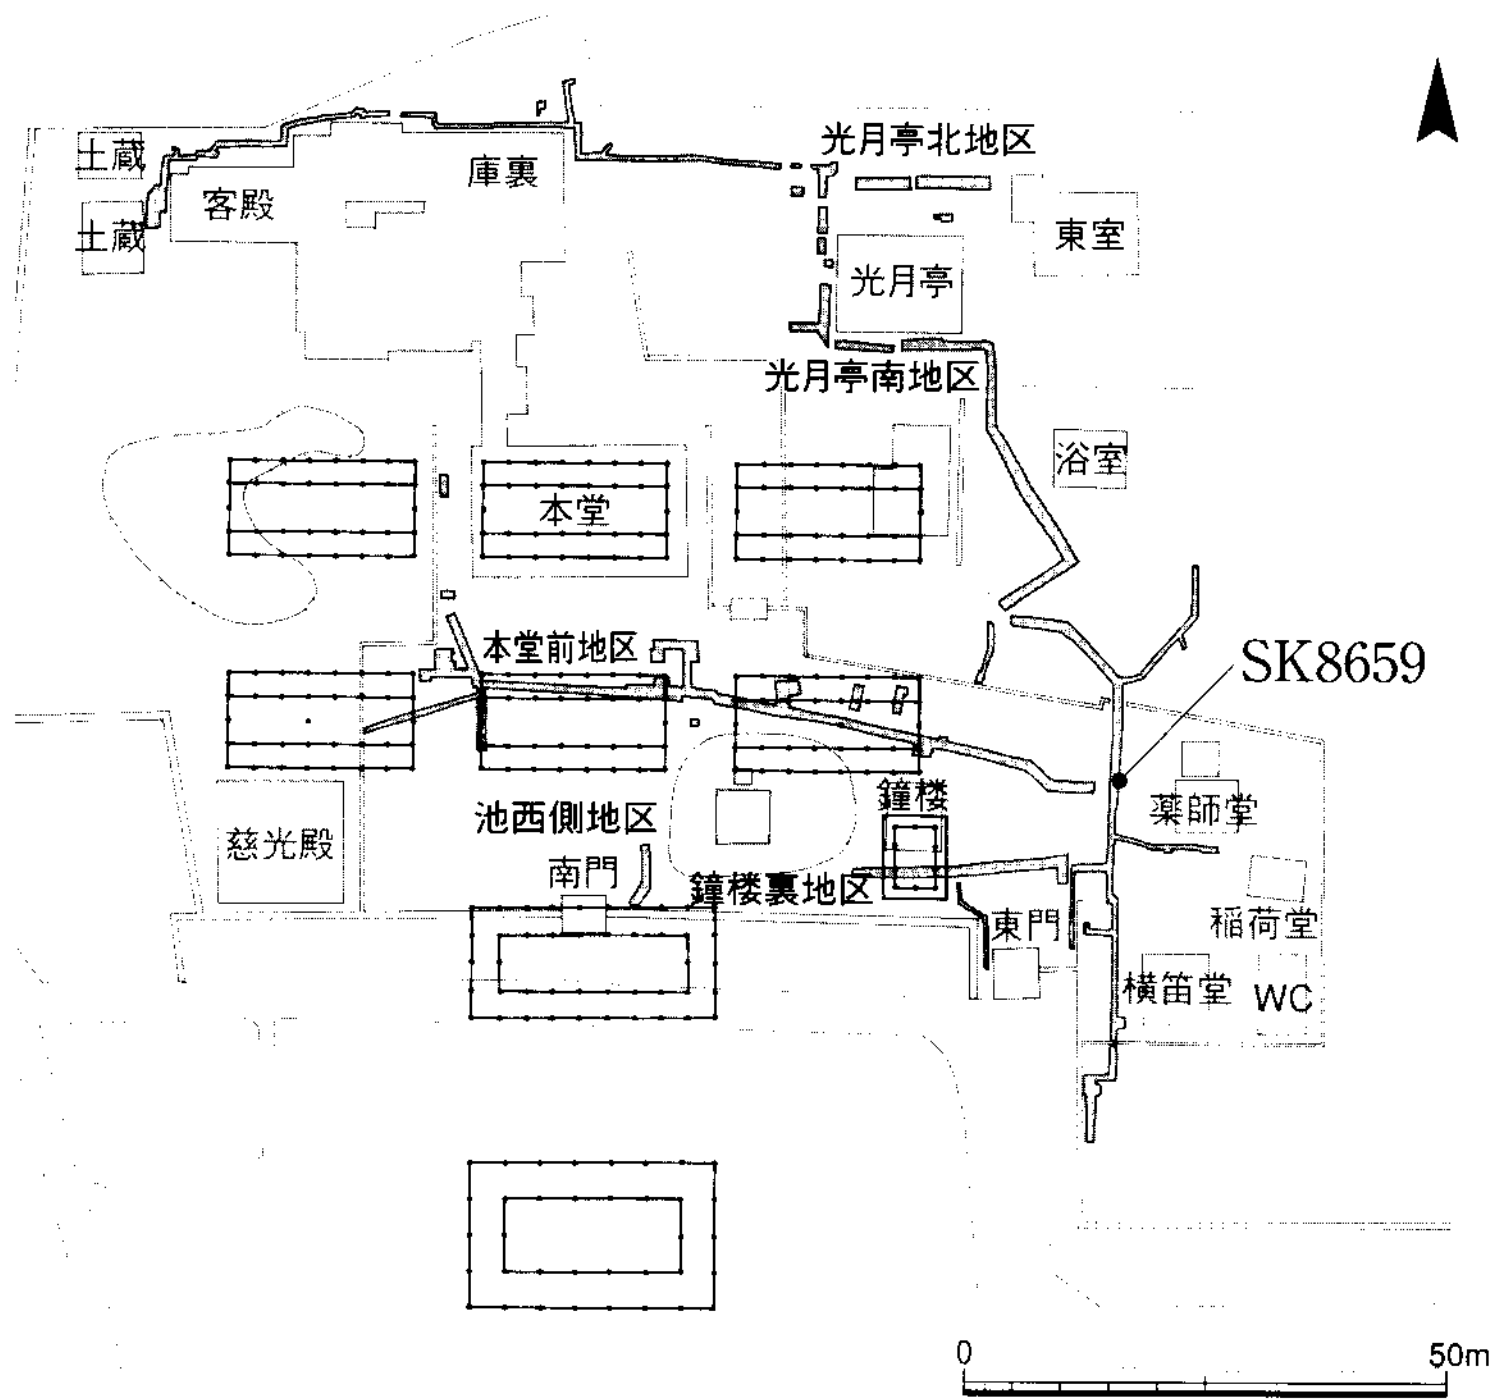 光月亭北地区
土蔵
庫裏
客殿
土蔵
東室
光月亭
光月亭南地区
浴室
本堂
本堂前地区
SK8659
鐘楼
薬師堂
池西側地区
慈光殿
南門
鐘楼裏地区
東門
稲荷堂
横笛堂
WC
0
50m